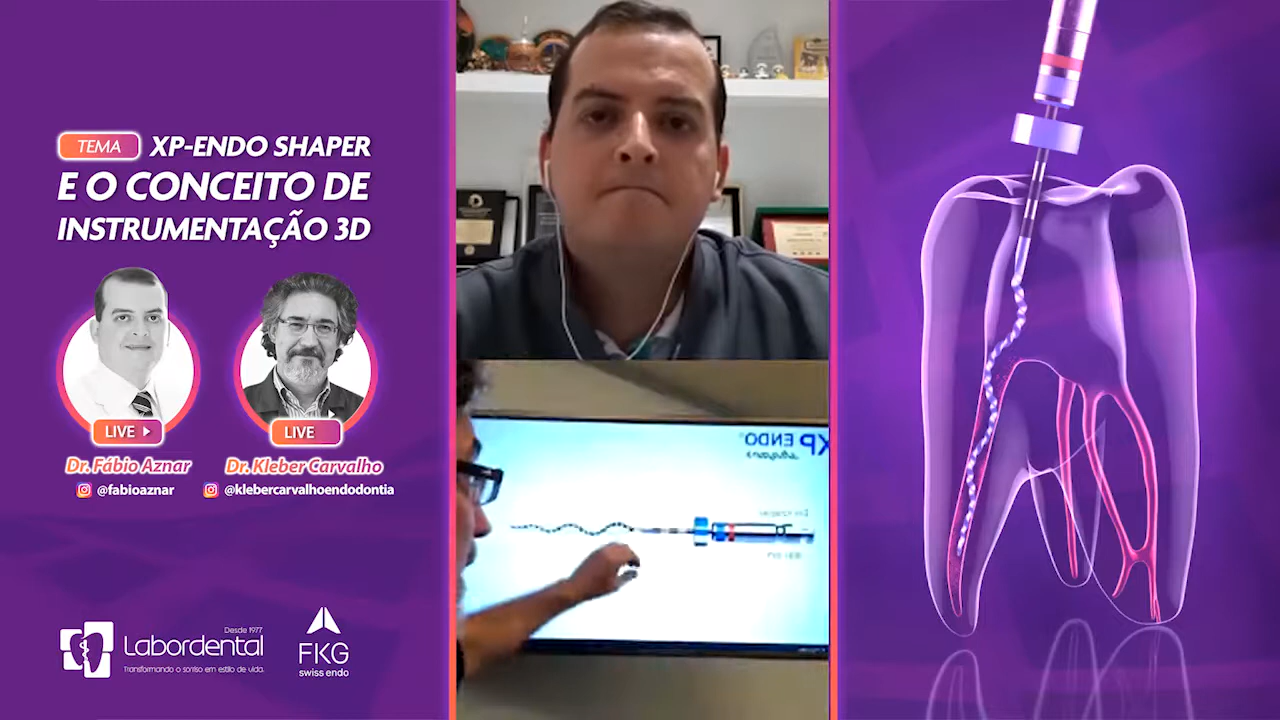 TEMA XP-ENDO SHAPER
E O CONCEITO DE
INSTRUMENTAÇÃO 3D
LIVE
LIVE
Dr. Fábio Aznar
Dr. Kleber Carvalho
@fabioaznar
@klebercarvalhoendodontia
Desde 1977
Labordental
Transformando o sorriso em estilo de vida.
FKG
swiss endo
XP ENDO